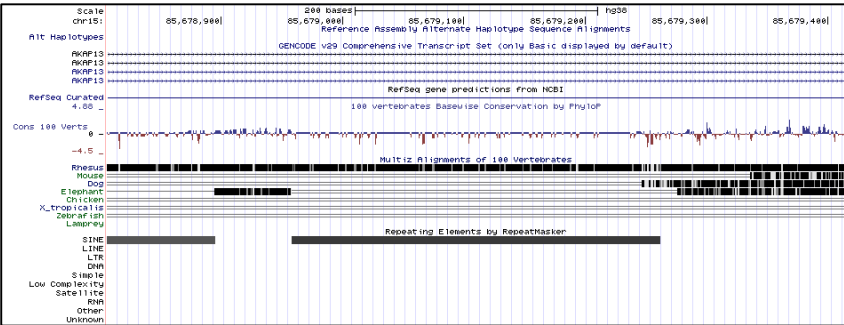 Scale 200 bases hg38
chr15: 85,678,900 85,679,000 85,679,100 85,679,200 85,679,300 85,679,400
Reference Assembly Alternate Haplotype Sequence Alignments
Alt Haplotypes
GENCODE v29 Comprehensive Transcript Set (only Basic displayed by default)
AKAP13
AKAP13
AKAP13
AKAP13
RefSeq gene predictions from NCBI
RefSeq Curated
4.88 _ 100 vertebrates Basewise Conservation by PhyloP
Cons 100 Verts
0 -
-4.5 _
Multiz Alignments of 100 Vertebrates
Rhesus
Mouse
Dog
Elephant
Chicken
X_tropicalis
Zebrafish
Lamprey
Repeating Elements by RepeatMasker
SINE
LINE
LTR
DNA
Simple
Low Complexity
Satellite
RNA
Other
Unknown